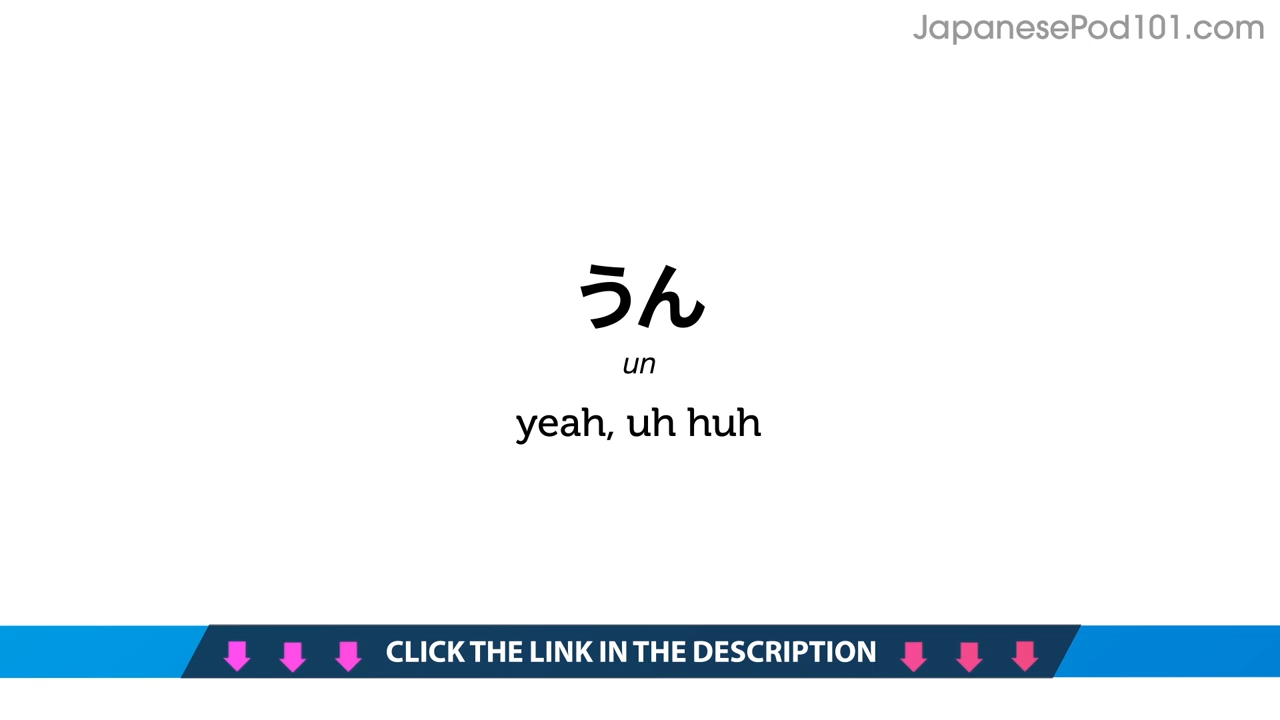 JapanesePod101.com
うん
un
yeah, uh huh
CLICK THE LINK IN THE DESCRIPTION